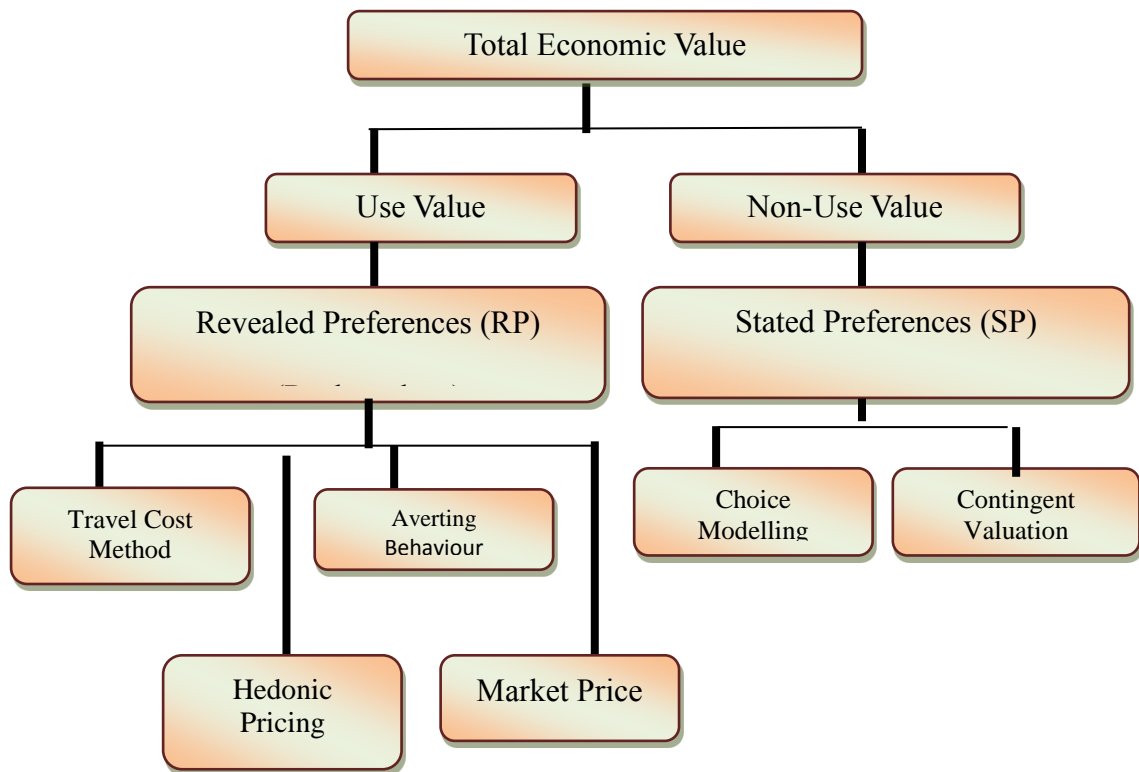 Total Economic Value
Use Value
Non-Use Value
Revealed Preferences (RP)
Stated Preferences (SP)
Travel Cost
Method
Averting
Behaviour
Choice
Modelling
Contingent
Valuation
Hedonic
Pricing
Market Price